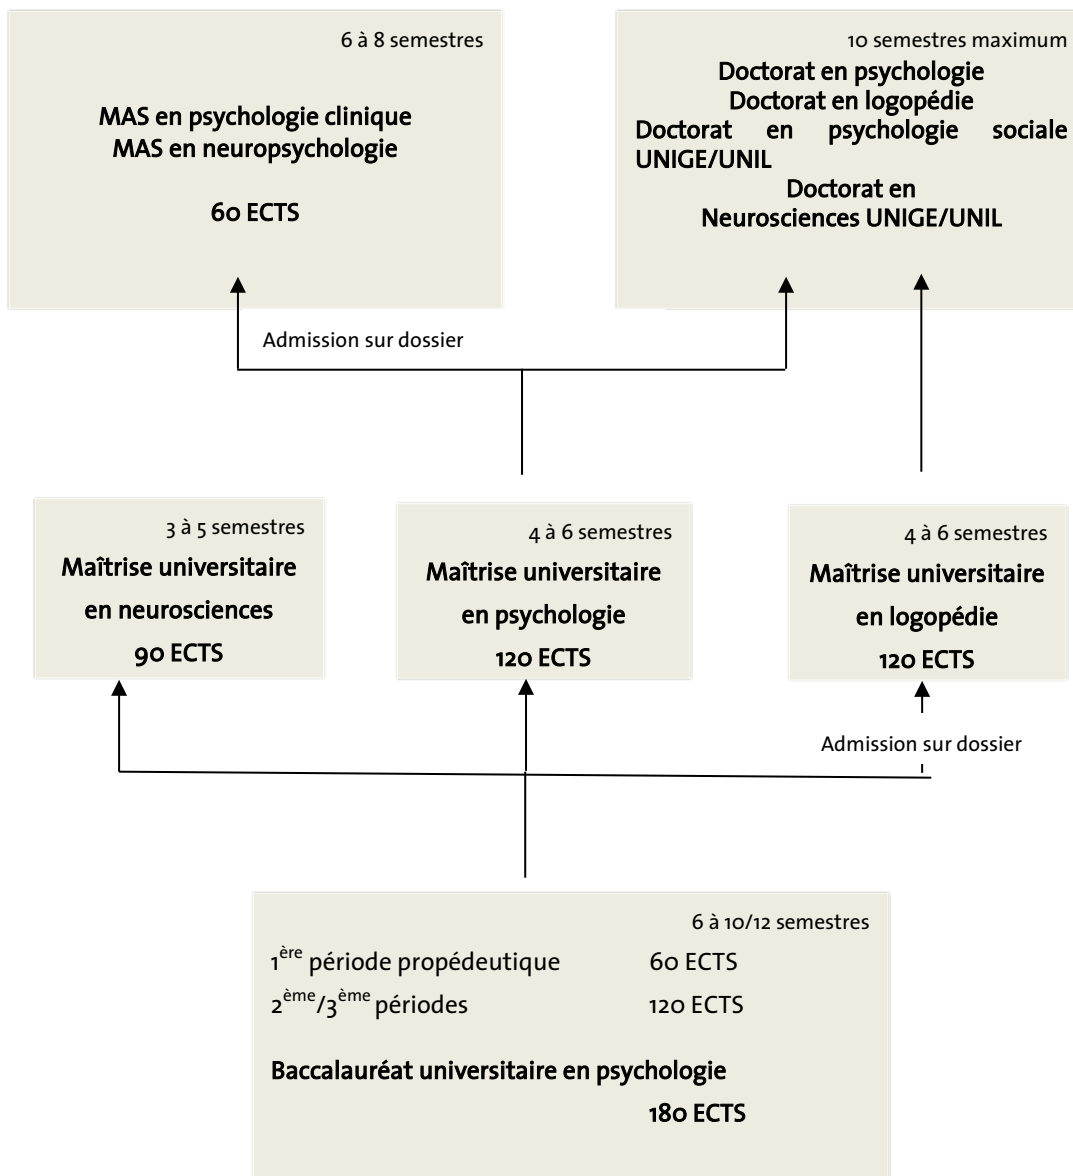 6 à 8 semestres
MAS en psychologie clinique
MAS en neuropsychologie
60 ECTS
10 semestres maximum
Doctorat en psychologie
Doctorat en logopédie
Doctorat en psychologie sociale
UNIGE/UNIL
Doctorat en
Neurosciences UNIGE/UNIL
Admission sur dossier
3 à 5 semestres
Maîtrise universitaire
en neurosciences
90 ECTS
4 à 6 semestres
Maîtrise universitaire
en psychologie
120 ECTS
4 à 6 semestres
Maîtrise universitaire
en logopédie
120 ECTS
Admission sur dossier
6 à 10/12 semestres
1ère période propédeutique 60 ECTS
2ème/3ème périodes 120 ECTS
Baccalauréat universitaire en psychologie
180 ECTS